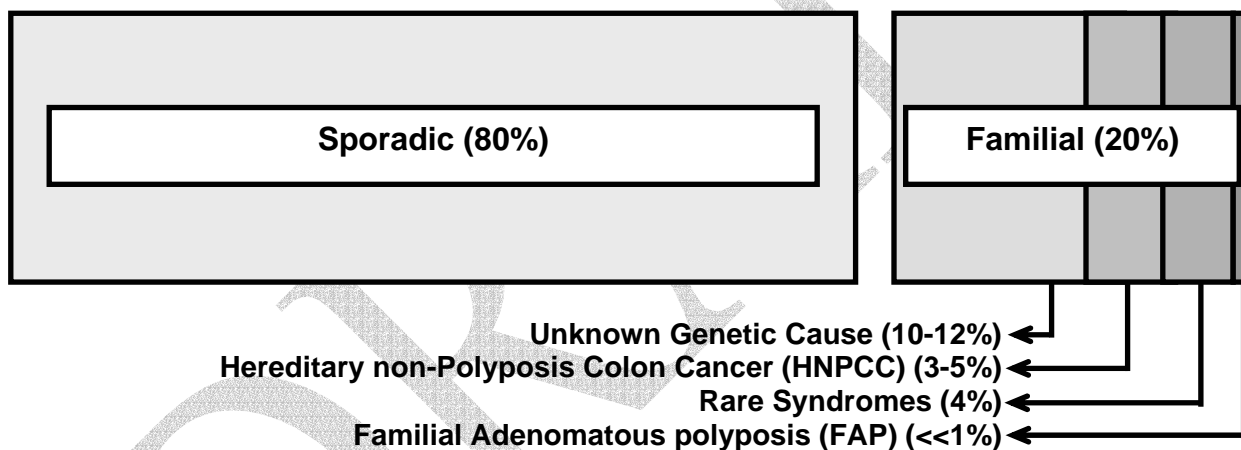 Sporadic (80%)
Familial (20%)
Unknown Genetic Cause (10-12%)
Hereditary non-Polyposis Colon Cancer (HNPCC) (3-5%)
Rare Syndromes (4%)
Familial Adenomatous polyposis (FAP) (<<1%)